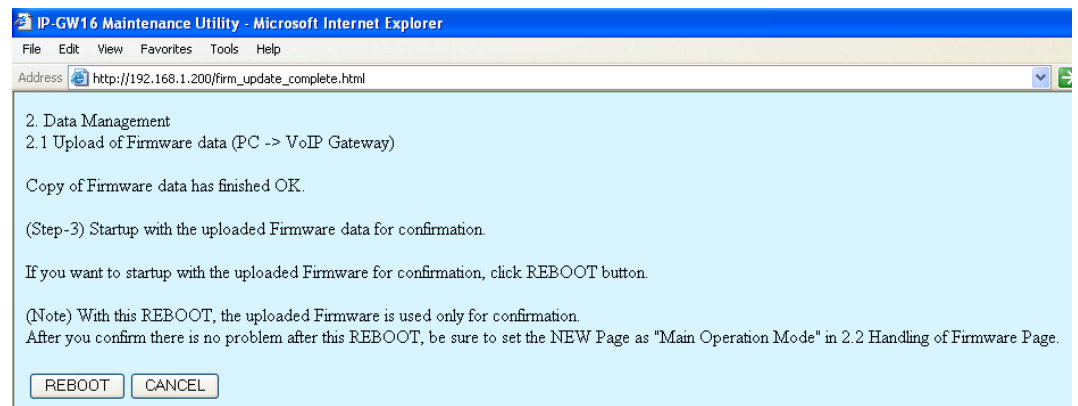 IP-GW16 Maintenance Utility - Microsoft Internet Explorer
File Edit View Favorites Tools Help
Address http://192.168.1.200/firm_update_complete.html
2. Data Management
2.1 Upload of Firmware data (PC -> VoIP Gateway)
Copy of Firmware data has finished OK.
(Step-3) Startup with the uploaded Firmware data for confirmation.
If you want to startup with the uploaded Firmware for confirmation, click REBOOT button.
(Note) With this REBOOT, the uploaded Firmware is used only for confirmation.
After you confirm there is no problem after this REBOOT, be sure to set the NEW Page as "Main Operation Mode" in 2.2 Handling of Firmware Page.
REBOOT CANCEL